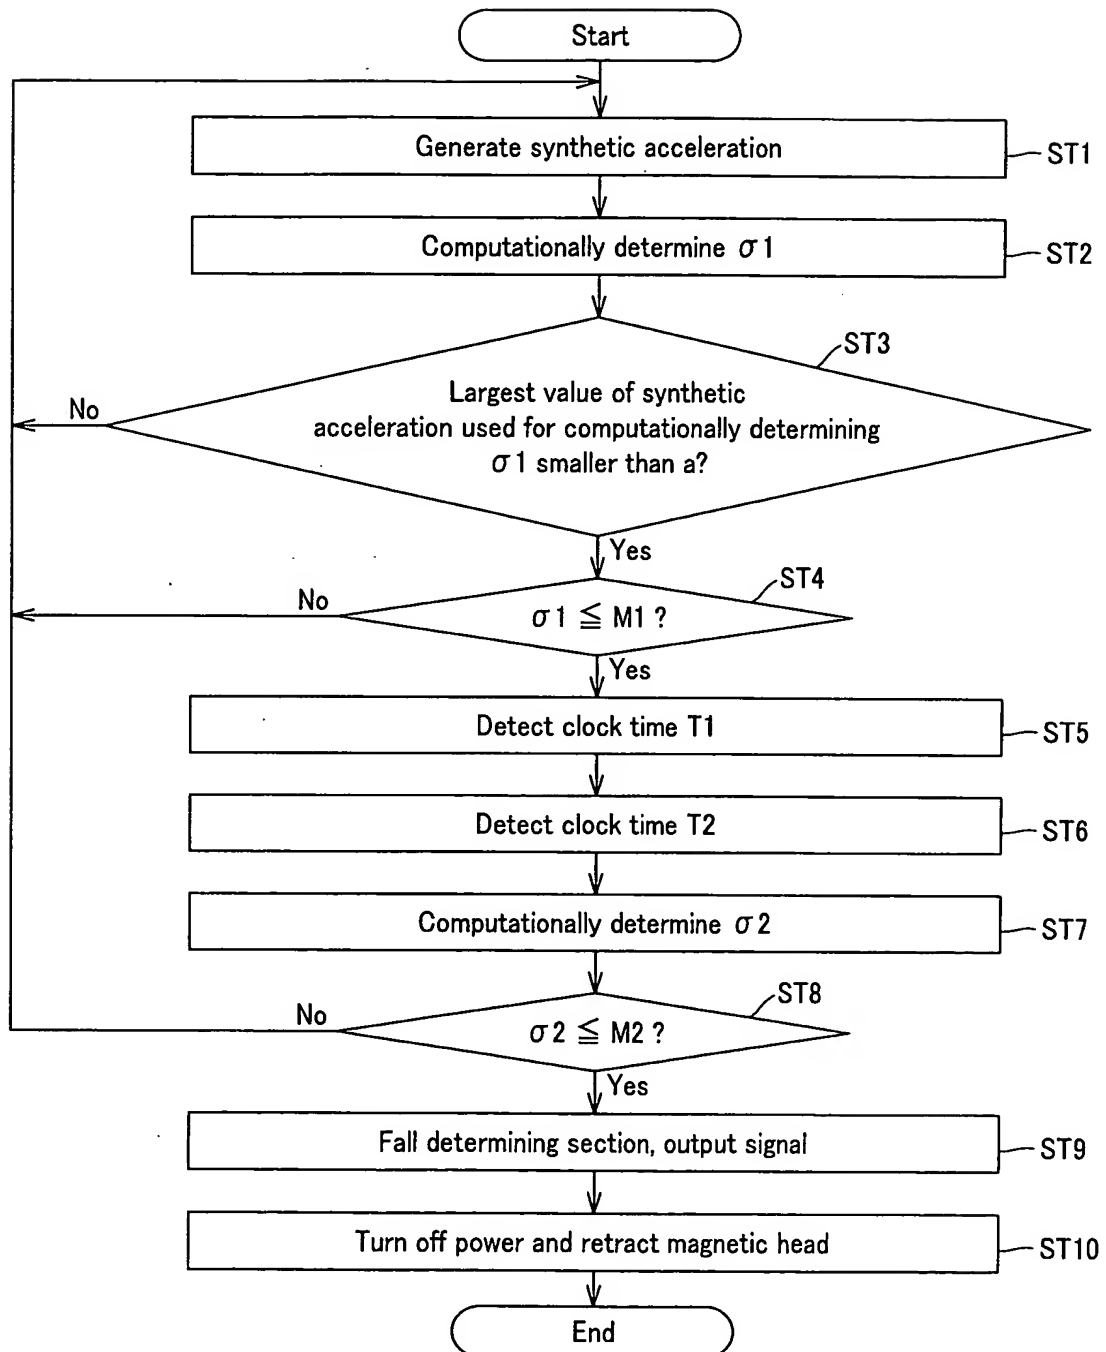 Start
Generate synthetic acceleration
ST1
Computationally determine σ1
ST2
ST3
Largest value of synthetic
acceleration used for computationally determining
σ1 smaller than a?
No
Yes
ST4
No
σ1 ≦ M1 ?
Yes
Detect clock time T1
ST5
Detect clock time T2
ST6
Computationally determine σ2
ST7
ST8
No
σ2 ≦ M2 ?
Yes
Fall determining section, output signal
ST9
Turn off power and retract magnetic head
ST10
End